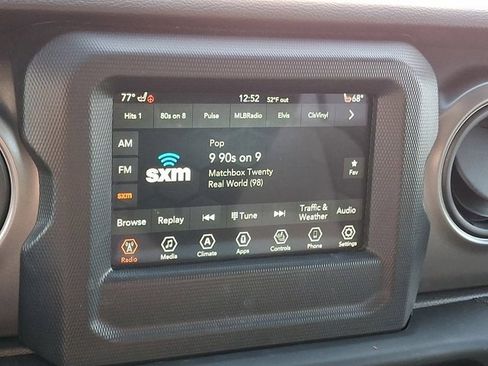 77° 12:52 52°F out 68°
Hits 1 80s on 8 Pulse MLBRadio Elvis ClsVinyl
AM
Pop
9 90s on 9
sxm
Matchbox Twenty
Real World (98)
FM
Fav
sxm
Browse Replay Tune Traffic & Weather Audio
Radio Media Climate Apps Controls Phone Settings